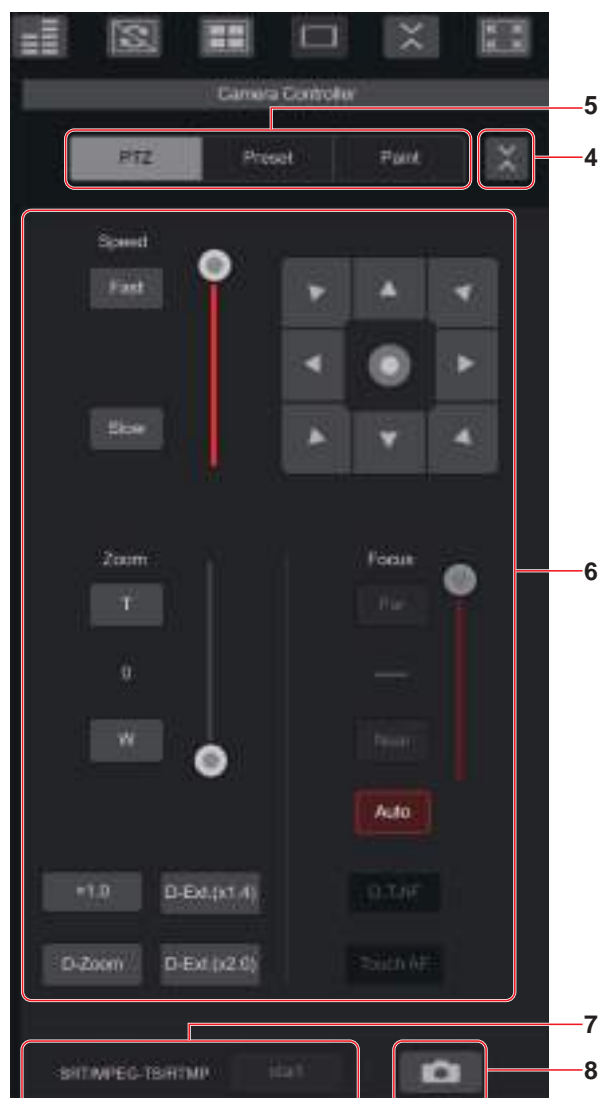 Camera Controller
5
PTZ Preset Paint
4
Speed
Fast
Slow
6
Zoom Focus
T Far
0
W Near
Auto
×1.0 D-Ext.(x1.4) O.T.AF
D-Zoom D-Ext.(x2.0) Touch AF
7
SRT/MPEG-TS/RTMP start
8